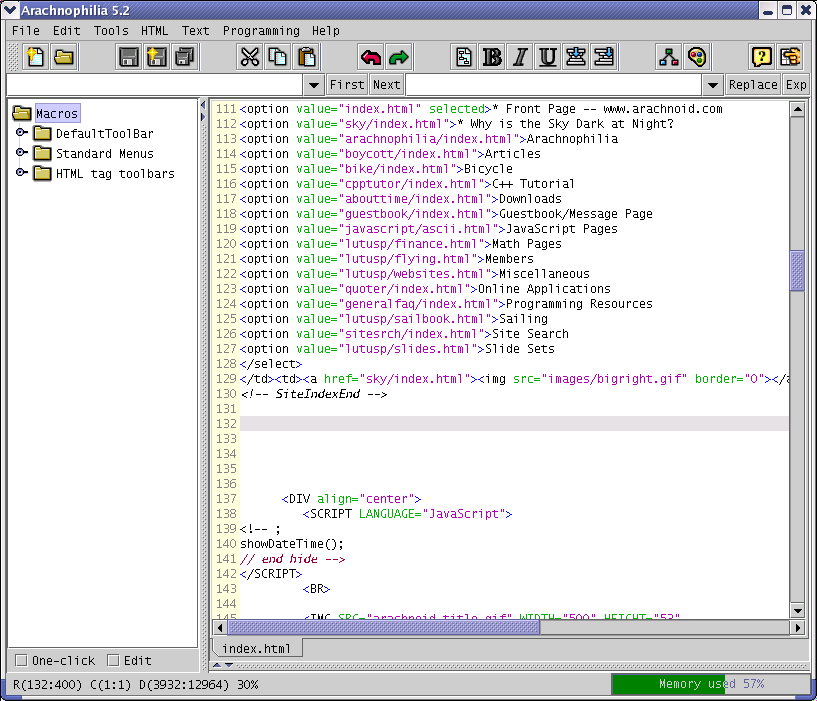 Arachnophilia 5.2
File Edit Tools HTML Text Programming Help
First Next Replace Exp
Macros
DefaultToolBar
Standard Menus
HTML tag toolbars
111 <option value="index.html" selected>* Front Page -- www.arachnoid.com
112 <option value="sky/index.html">* Why is the Sky Dark at Night?
113 <option value="arachnophilia/index.html">Arachnophilia
114 <option value="boycott/index.html">Articles
115 <option value="bike/index.html">Bicycle
116 <option value="cpptutor/index.html">C++ Tutorial
117 <option value="abouttime/index.html">Downloads
118 <option value="guestbook/index.html">Guestbook/Message Page
119 <option value="javascript/ascii.html">JavaScript Pages
120 <option value="lutusp/finance.html">Math Pages
121 <option value="lutusp/flying.html">Members
122 <option value="lutusp/websites.html">Miscellaneous
123 <option value="quoter/index.html">Online Applications
124 <option value="generalfaq/index.html">Programming Resources
125 <option value="lutusp/sailbook.html">Sailing
126 <option value="sitesrch/index.html">Site Search
127 <option value="lutusp/slides.html">Slide Sets
128 </select>
129 </td><td><a href="sky/index.html"><img src="images/bigright.gif" border="0"></a
130 <!-- SiteIndexEnd -->
131
132
133
134
135
136
137 <DIV align="center">
138 <SCRIPT LANGUAGE="JavaScript">
139 <!-- ;
140 showDateTime();
141 // end hide -->
142 </SCRIPT>
143 <BR>
144
145 <IMG SRC="arachnoid_title.gif" WIDTH="500" HEIGHT="53"
index.html
One-click Edit
R(132:400) C(1:1) D(3932:12964) 30%
Memory used 57%